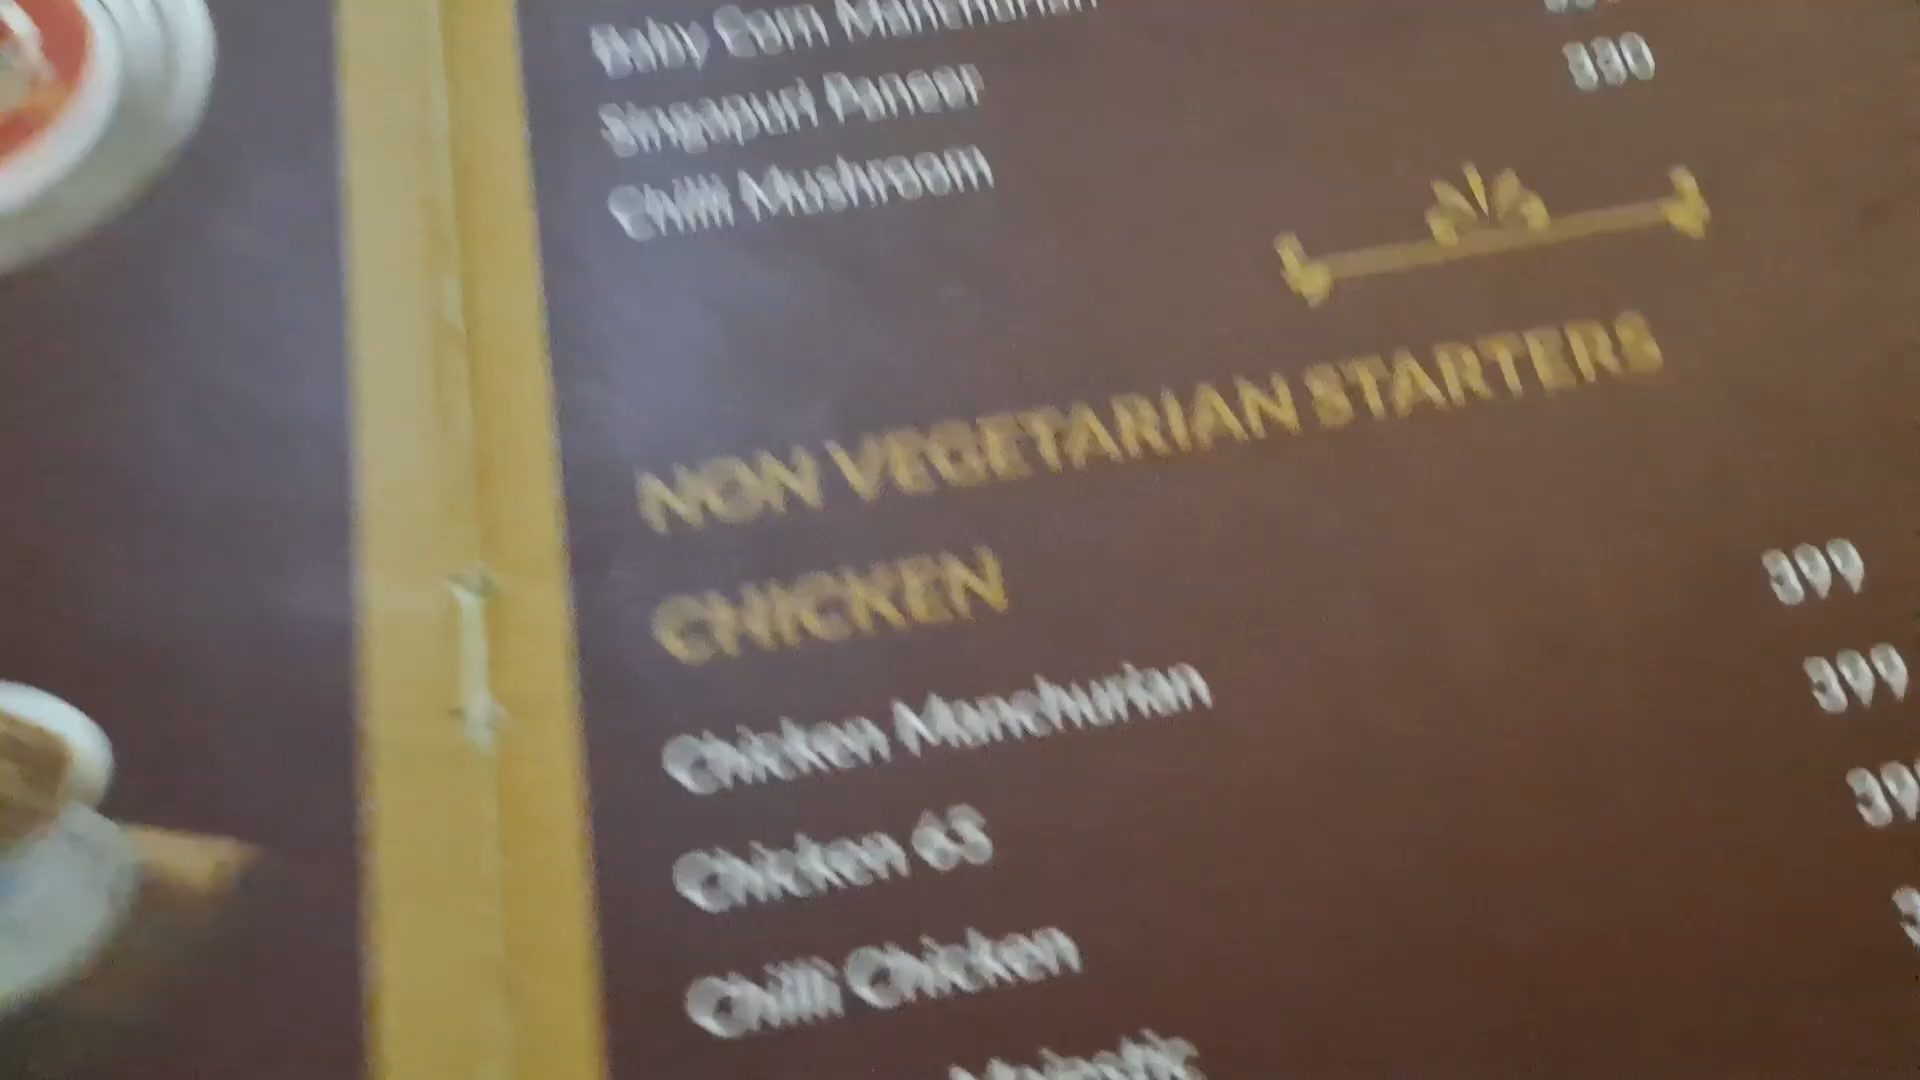 Baby Corn Manchurian
Singapuri Paneer
Chilli Mushroom 330
NON VEGETARIAN STARTERS
CHICKEN
Chicken Manchurian 399
Chicken 65 399
Chilli Chicken
Majestic